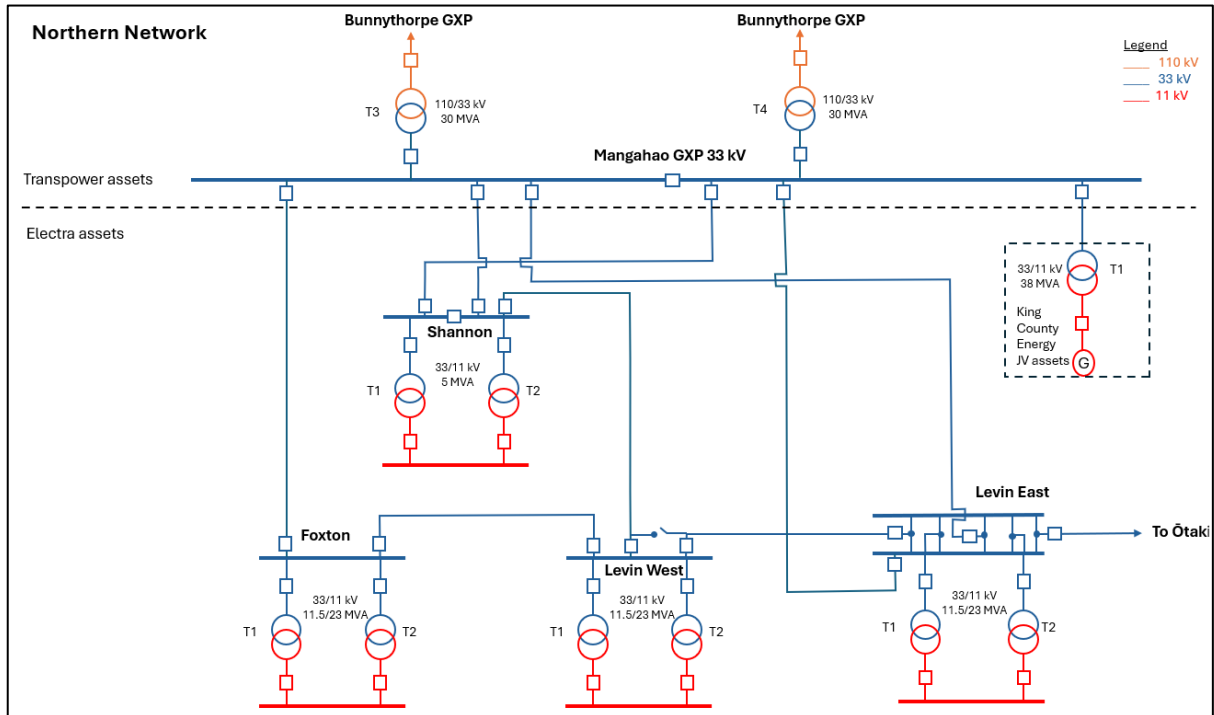 Northern Network
Bunnythorpe GXP
Bunnythorpe GXP
Legend
110 kV
33 kV
11 kV
T3
110/33 kV
30 MVA
T4
110/33 kV
30 MVA
Mangahao GXP 33 kV
Transpower assets
Electra assets
33/11 kV
38 MVA
T1
King
County
Energy
JV assets
G
Shannon
33/11 kV
5 MVA
T1
T2
Levin East
To Ōtaki
Foxton
Levin West
33/11 kV
11.5/23 MVA
T1
T2
33/11 kV
11.5/23 MVA
T1
T2
33/11 kV
11.5/23 MVA
T1
T2